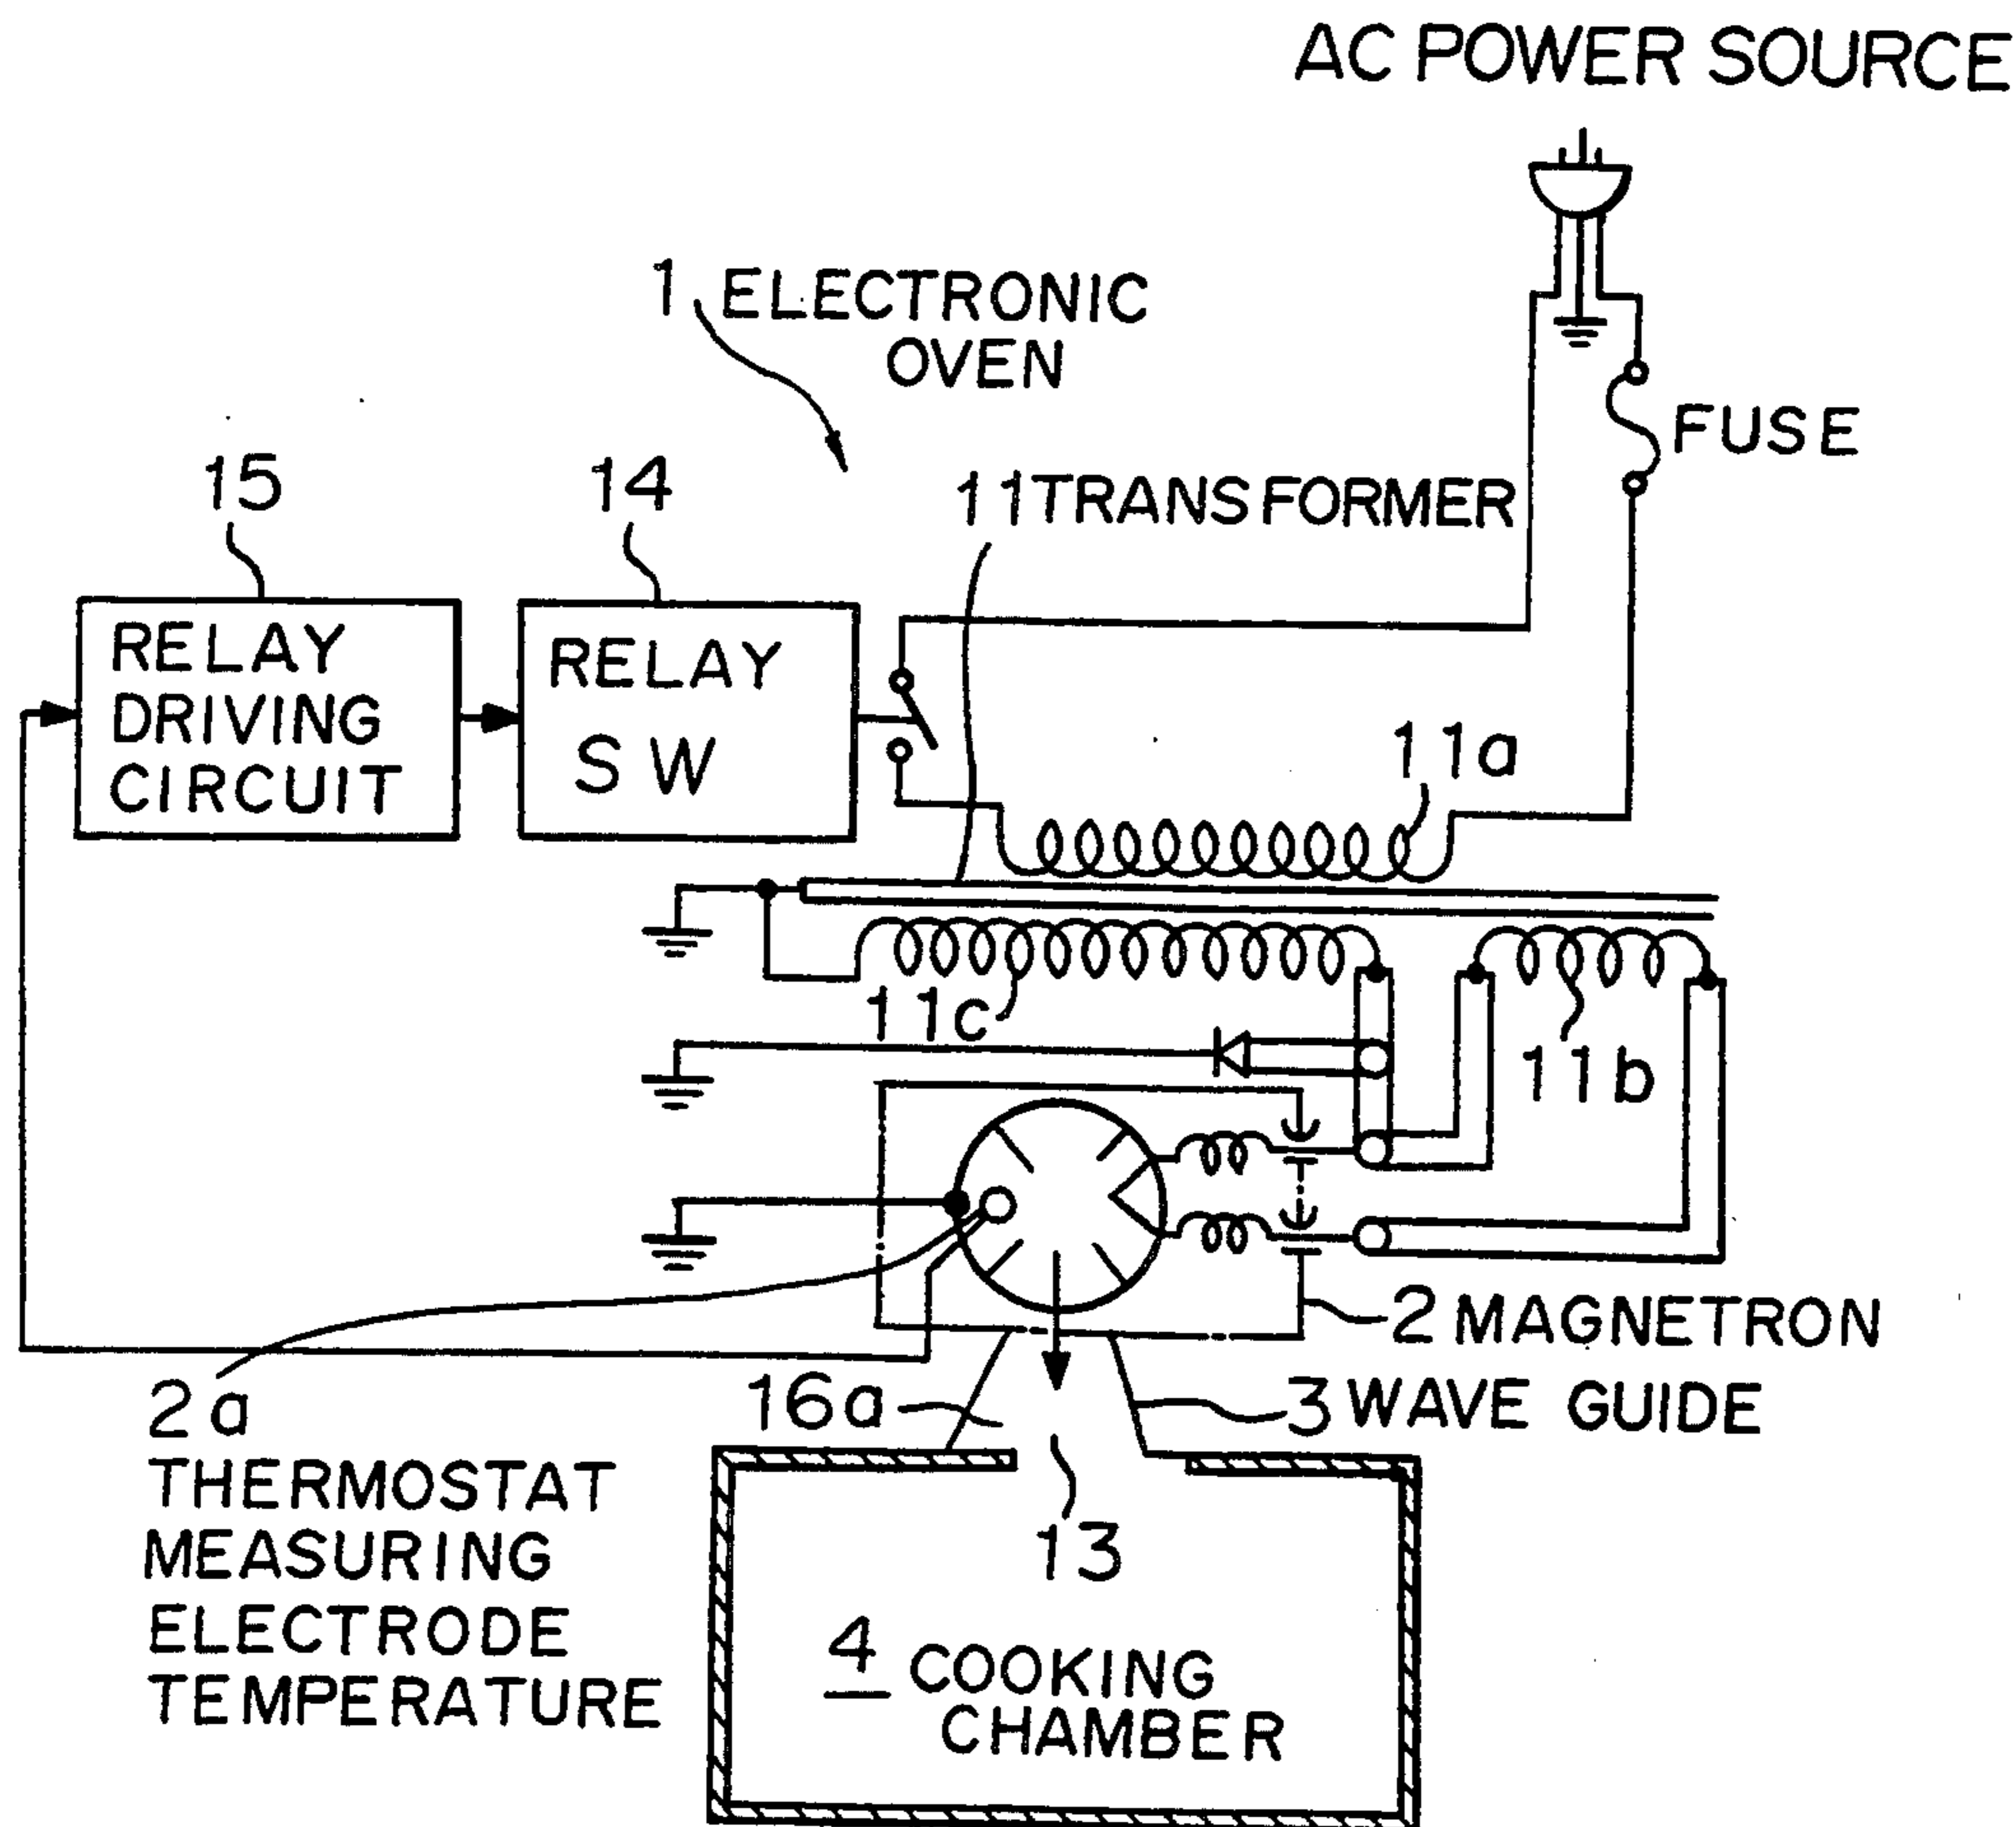 AC POWER SOURCE
1 ELECTRONIC
OVEN
FUSE
15
14
11 TRANSFORMER
RELAY
DRIVING
CIRCUIT
RELAY
SW
11a
11c
11b
2 MAGNETRON
2a
THERMOSTAT
MEASURING
ELECTRODE
TEMPERATURE
16a
3 WAVE GUIDE
13
4 COOKING
CHAMBER